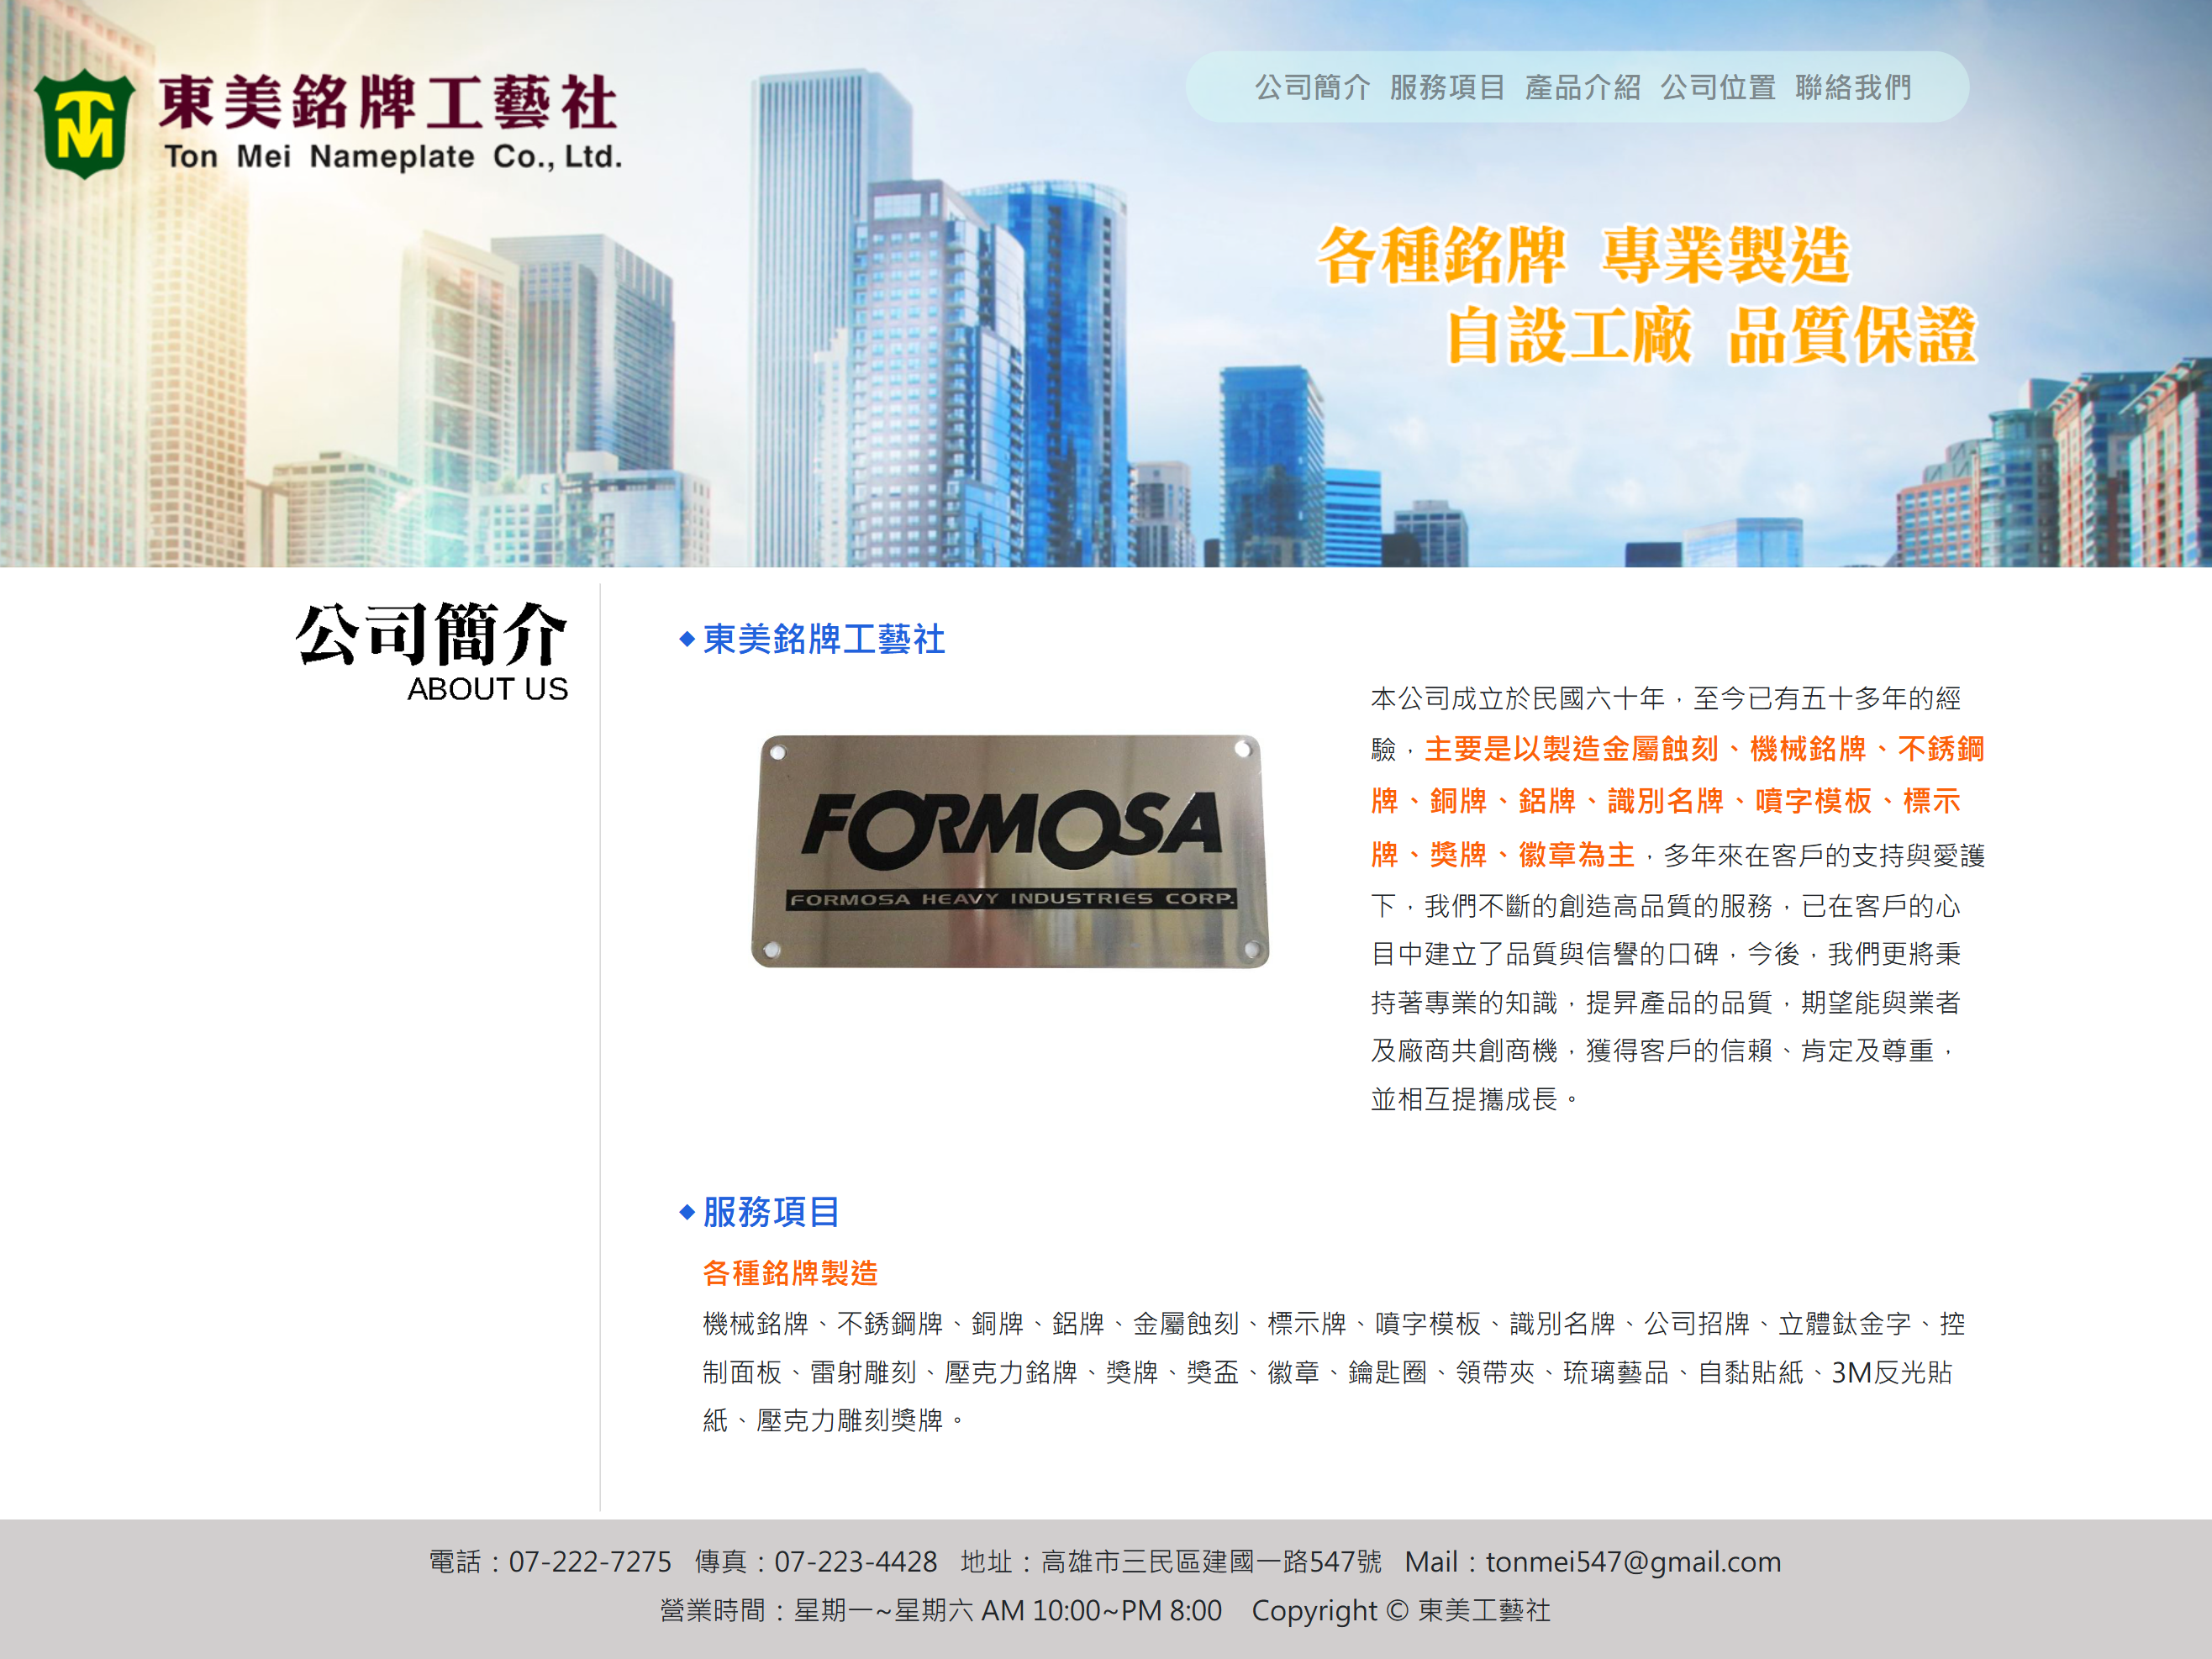 東美銘牌工藝社
Ton Mei Nameplate Co., Ltd.
TM
公司簡介 服務項目 產品介紹 公司位置 聯絡我們
各種銘牌 專業製造
自設工廠 品質保證
公司簡介
ABOUT US
東美銘牌工藝社
FORMOSA
FORMOSA HEAVY INDUSTRIES CORP.
本公司成立於民國六十年，至今已有五十多年的經
驗，主要是以製造金屬蝕刻、機械銘牌、不銹鋼
牌、銅牌、鋁牌、識別名牌、噴字模板、標示
牌、獎牌、徽章為主，多年來在客戶的支持與愛護
下，我們不斷的創造高品質的服務，已在客戶的心
目中建立了品質與信譽的口碑，今後，我們更將秉
持著專業的知識，提昇產品的品質，期望能與業者
及廠商共創商機，獲得客戶的信賴、肯定及尊重，
並相互提攜成長。
服務項目
各種銘牌製造
機械銘牌、不銹鋼牌、銅牌、鋁牌、金屬蝕刻、標示牌、噴字模板、識別名牌、公司招牌、立體鈦金字、控
制面板、雷射雕刻、壓克力銘牌、獎牌、獎盃、徽章、鑰匙圈、領帶夾、琉璃藝品、自黏貼紙、3M反光貼
紙、壓克力雕刻獎牌。
電話：07-222-7275 傳真：07-223-4428 地址：高雄市三民區建國一路547號 Mail：tonmei547@gmail.com
營業時間：星期一~星期六 AM 10:00~PM 8:00 Copyright © 東美工藝社